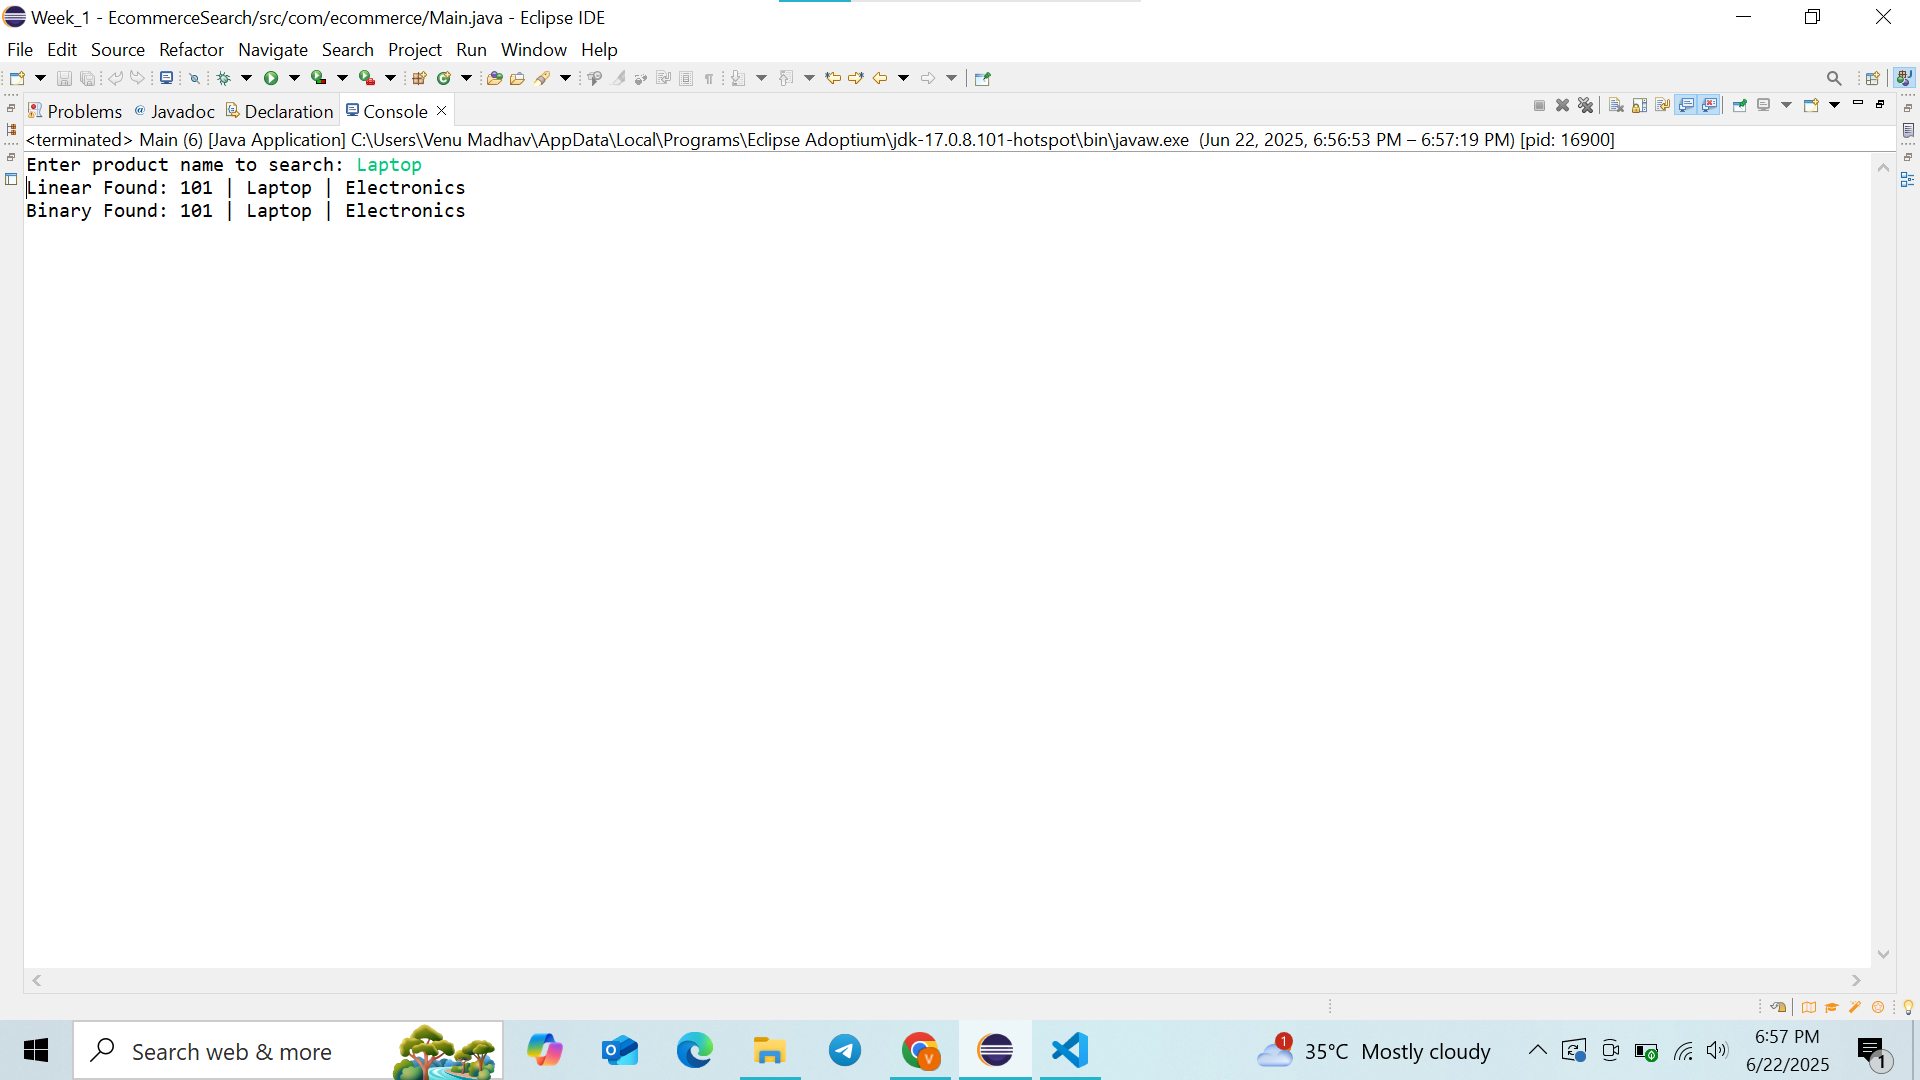 Week_1 - EcommerceSearch/src/com/ecommerce/Main.java - Eclipse IDE
File Edit Source Refactor Navigate Search Project Run Window Help
Problems @ Javadoc Declaration Console
<terminated> Main (6) [Java Application] C:\Users\Venu Madhav\AppData\Local\Programs\Eclipse Adoptium\jdk-17.0.8.101-hotspot\bin\javaw.exe (Jun 22, 2025, 6:56:53 PM – 6:57:19 PM) [pid: 16900]
Enter product name to search: Laptop
Linear Found: 101 | Laptop | Electronics
Binary Found: 101 | Laptop | Electronics
Search web & more
V
1
35°C Mostly cloudy
6:57 PM
6/22/2025
1